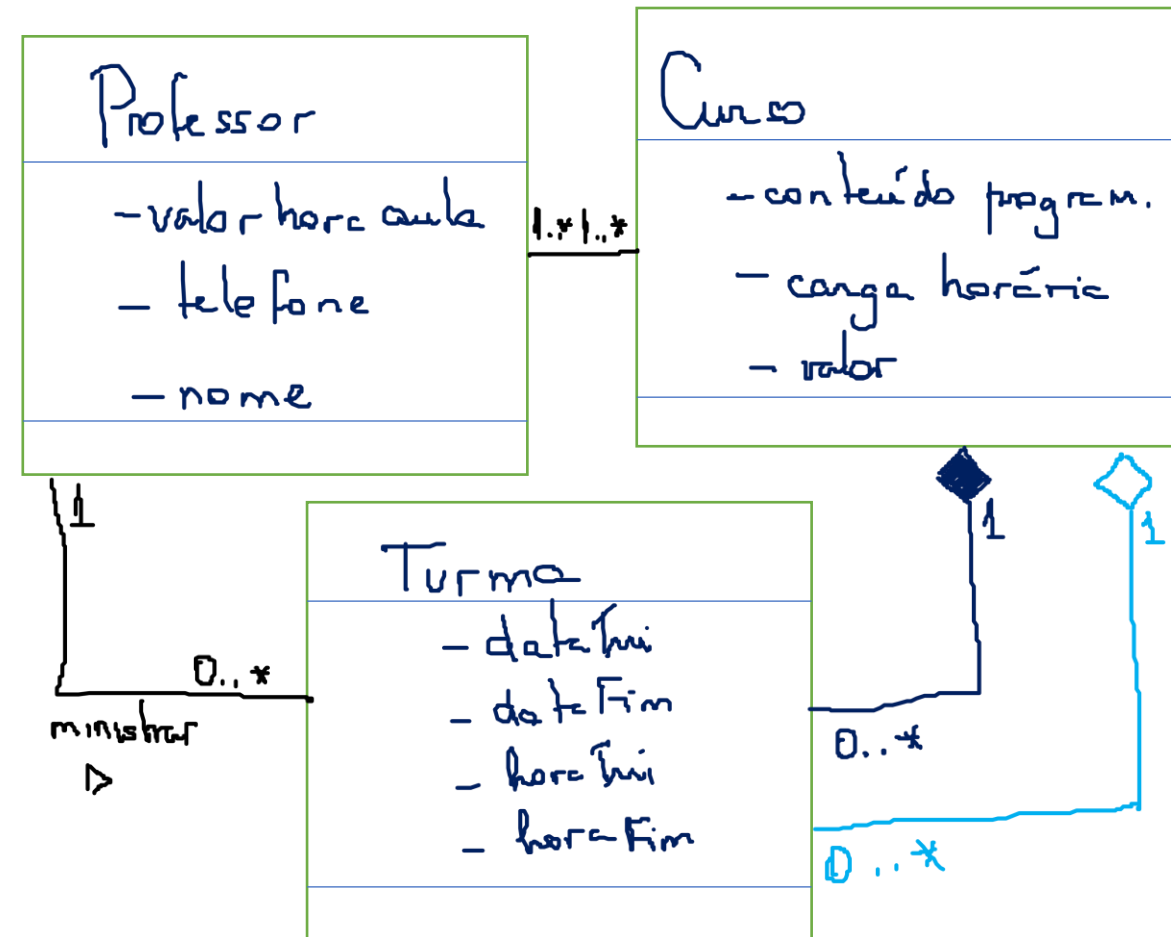 Professor
- valor hora aula
- telefone
- nome
1..* 1..*
Curso
- conteúdo program.
- carga horária
- valor
1
0..*
ministrar
Turma
- dataIni
- dataFim
- horaIni
- horaFim
1
0..*
1
0..*